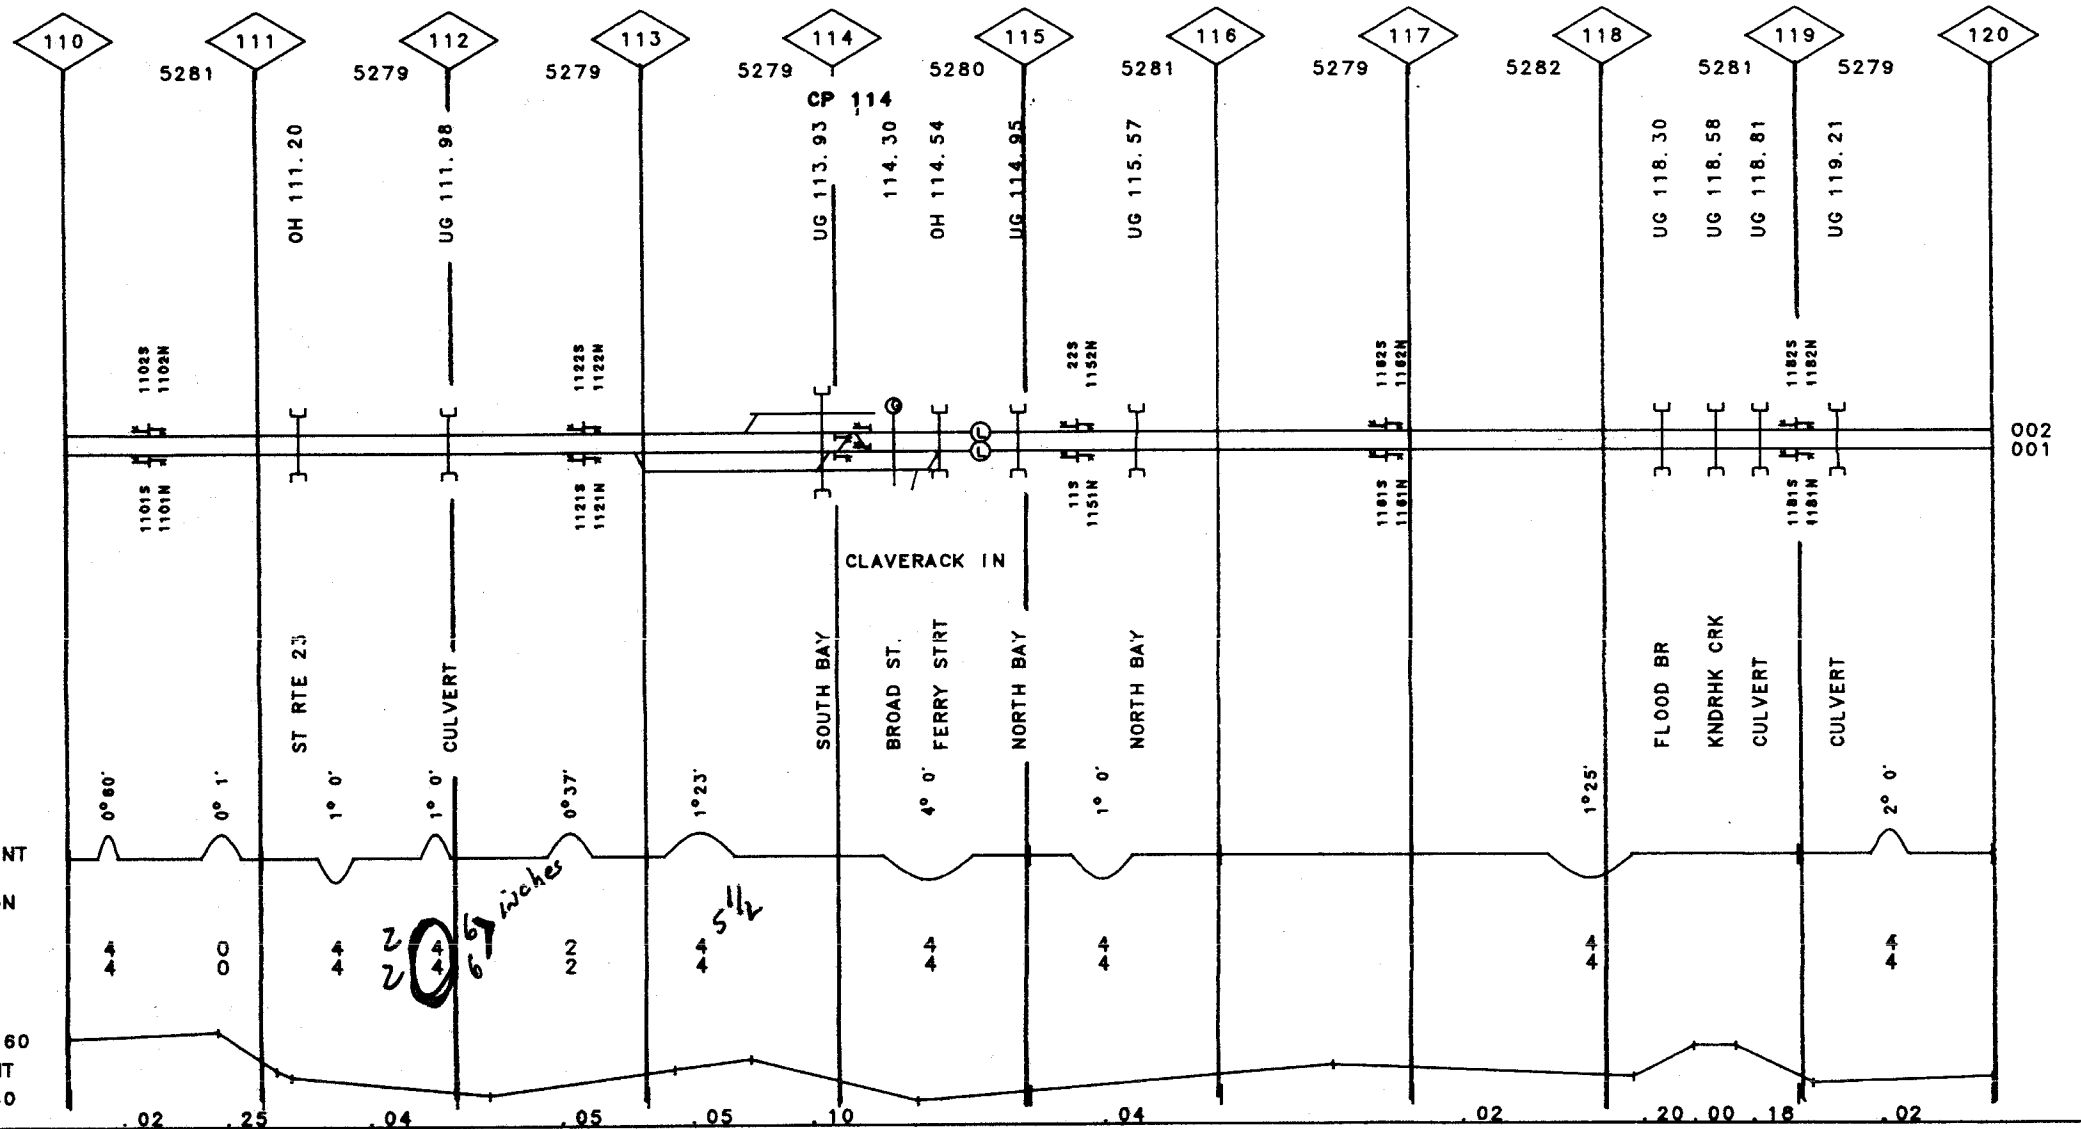 110 111 112 113 114 115 116 117 118 119 120
5281 5279 5279 5279 5280 5281 5279 5282 5281 5279
CP 114
OH 111.20
UG 111.98
UG 113.93
114.30
OH 114.54
UG 114.95
UG 115.57
UG 118.30
UG 118.58
UG 118.81
UG 119.21
1102S
1102N
1122S
1122N
22S
1152N
1162S
1162N
1182S
1182N
002
001
1101S
1101N
1121S
1121N
11S
1151N
1161S
1161N
1181S
1181N
L
L
CLAVERACK IN
ST RTE 23
CULVERT
SOUTH BAY
BROAD ST.
FERRY STRT
NORTH BAY
NORTH BAY
FLOOD BR
KNDRHK CRK
CULVERT
CULVERT
0°60' 0° 1' 1° 0' 1° 0' 0°37' 1°23' 4° 0' 1° 0' 1°25' 2° 0'
NT
N
inches
5 1/2
4 0 4 2 4 6 2 4 4 4 4 4
4 0 4 2 4 6 2 4 4 4 4 4
60
T
0
.02 .25 .04 .05 .05 .10 .04 .02 .20 .00 .18 .02